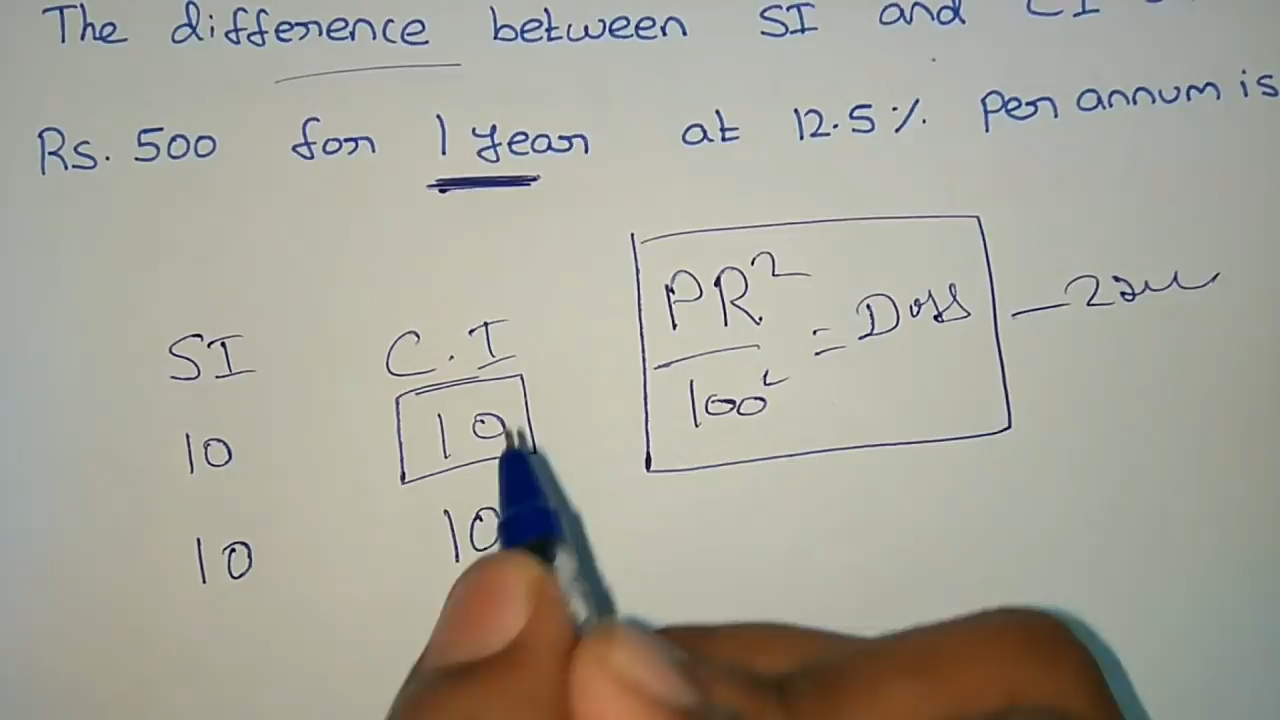 The difference between SI and CI
Rs. 500 for 1 year at 12.5 % Per annum is
SI C.I
10 10
10 10
PR²
100²
= Diff